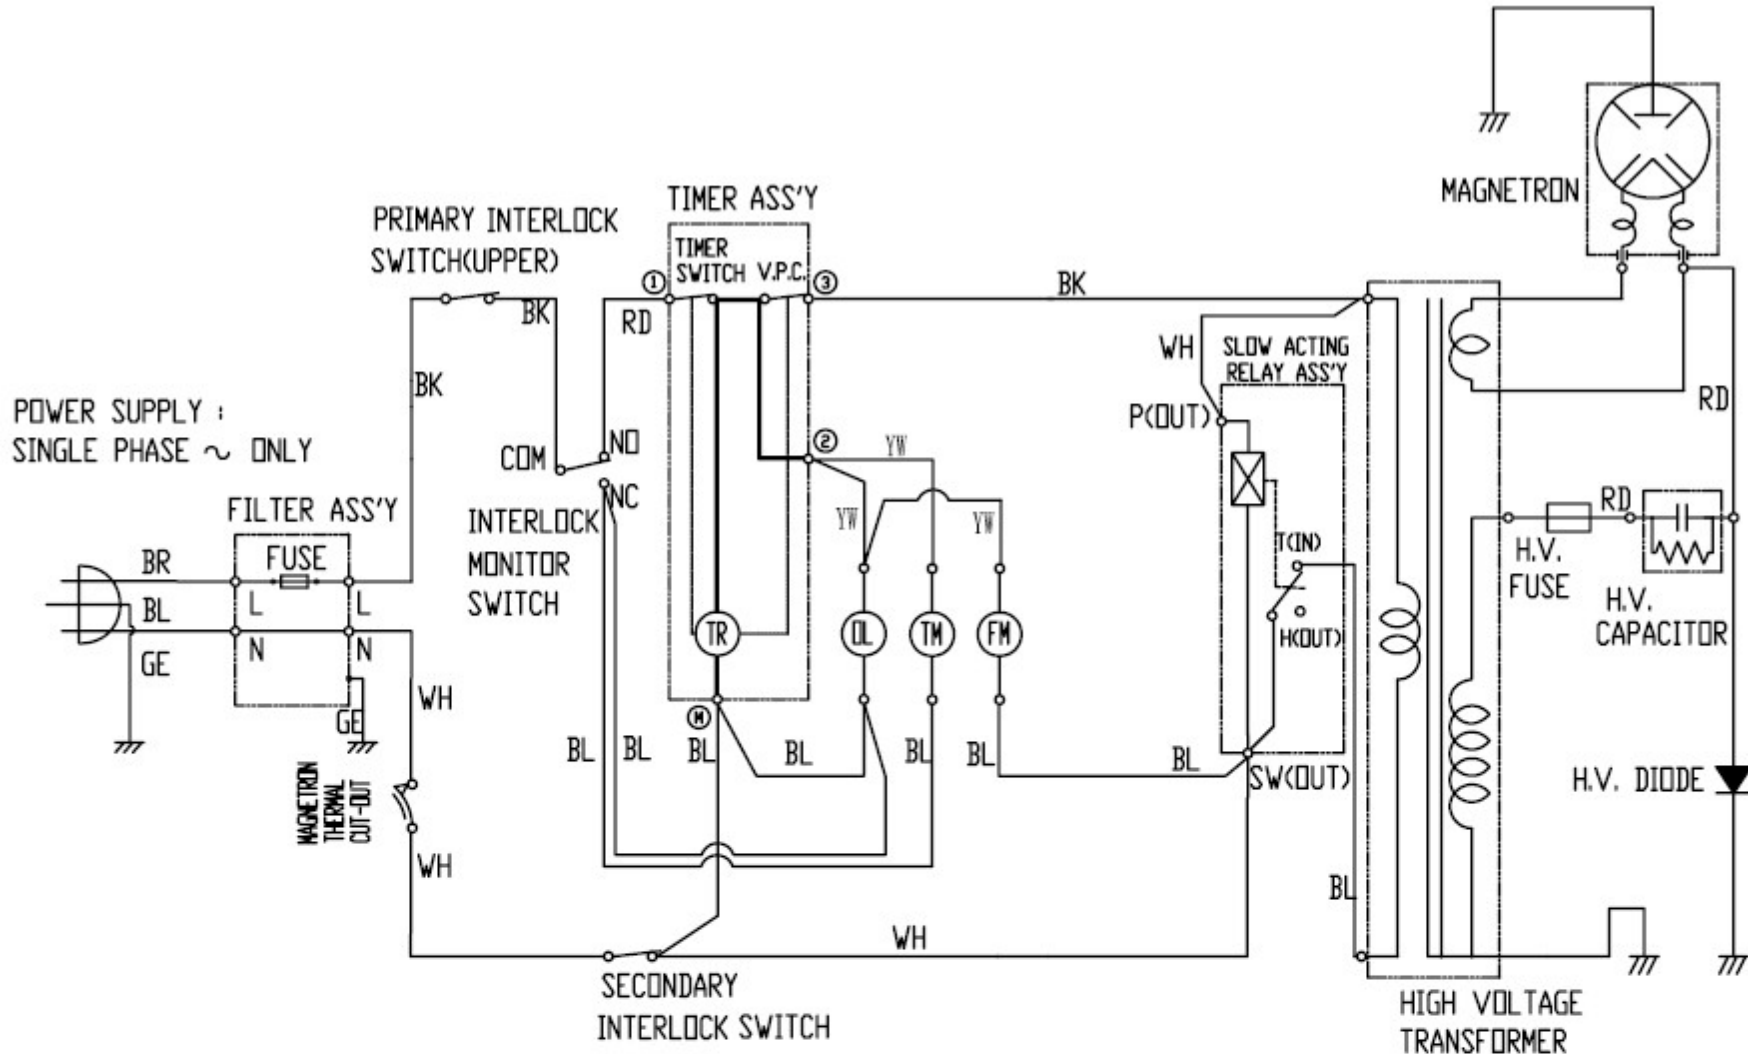 TIMER ASS'Y
PRIMARY INTERLOCK
SWITCH(UPPER)
TIMER
SWITCH V.P.C.
1
3
MAGNETRON
BK
RD
BK
WH
SLOW ACTING
RELAY ASS'Y
P(OUT)
RD
BK
POWER SUPPLY :
SINGLE PHASE ~ ONLY
NO
COM
NC
2
YW
YW
YW
FILTER ASS'Y
INTERLOCK
MONITOR
SWITCH
T(IN)
H(OUT)
RD
H.V.
FUSE
H.V.
CAPACITOR
BR
FUSE
BL
L
L
N
N
GE
TR
OL
TM
FM
WH
GE
M
BL
BL
BL
BL
BL
BL
BL
SW(OUT)
H.V. DIODE
MAGNETRON
THERMAL
CUT-OUT
WH
BL
WH
SECONDARY
INTERLOCK SWITCH
HIGH VOLTAGE
TRANSFORMER